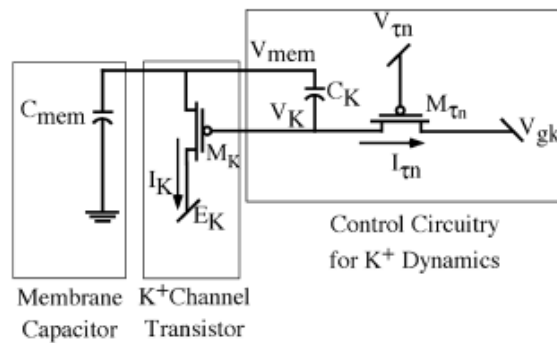 V_τn
V_mem
C_mem
C_K
V_K
M_τn
M_K
V_gk
I_K
I_τn
E_K
Control Circuitry
for K⁺ Dynamics
Membrane
Capacitor
K⁺Channel
Transistor